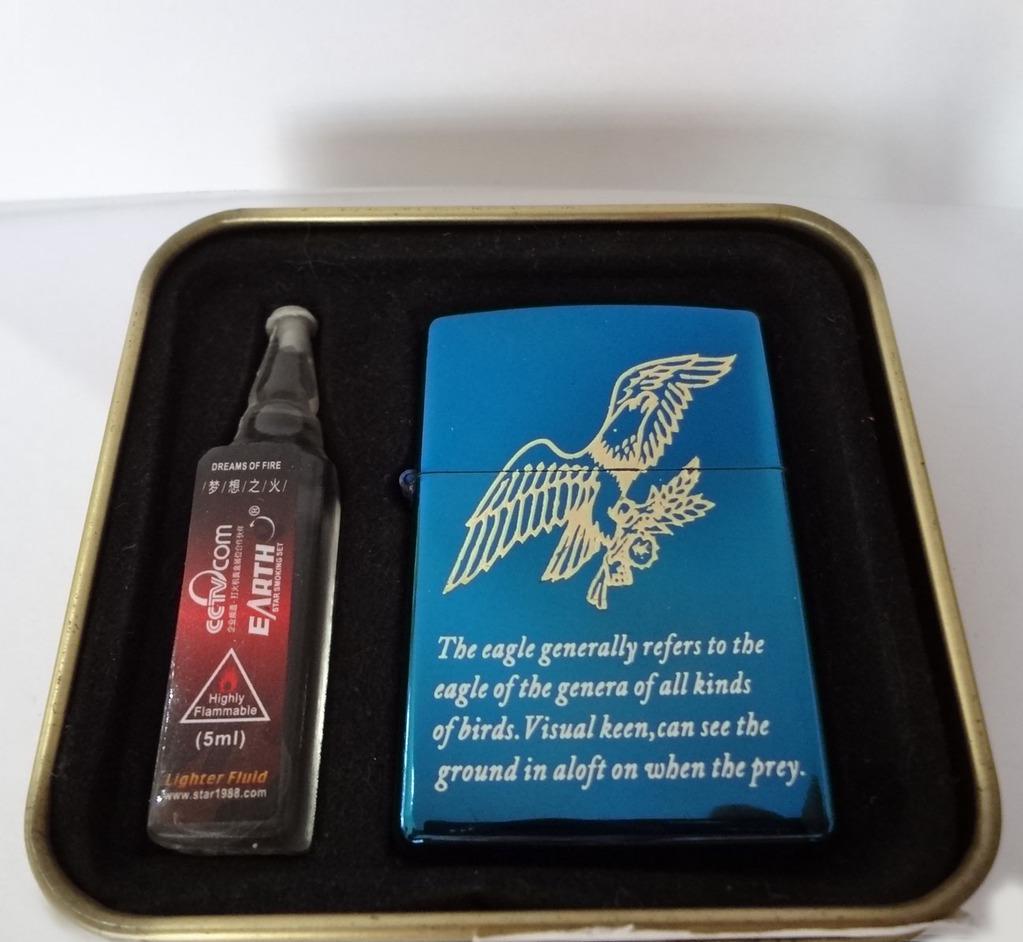 DREAMS OF FIRE
/梦/想/之/火/
CCTV.com
EARTH®
STAR SMOKING SET
Highly
Flammable
(5ml)
Lighter Fluid
www.star1988.com
The eagle generally refers to the
eagle of the genera of all kinds
of birds. Visual keen,can see the
ground in aloft on when the prey.